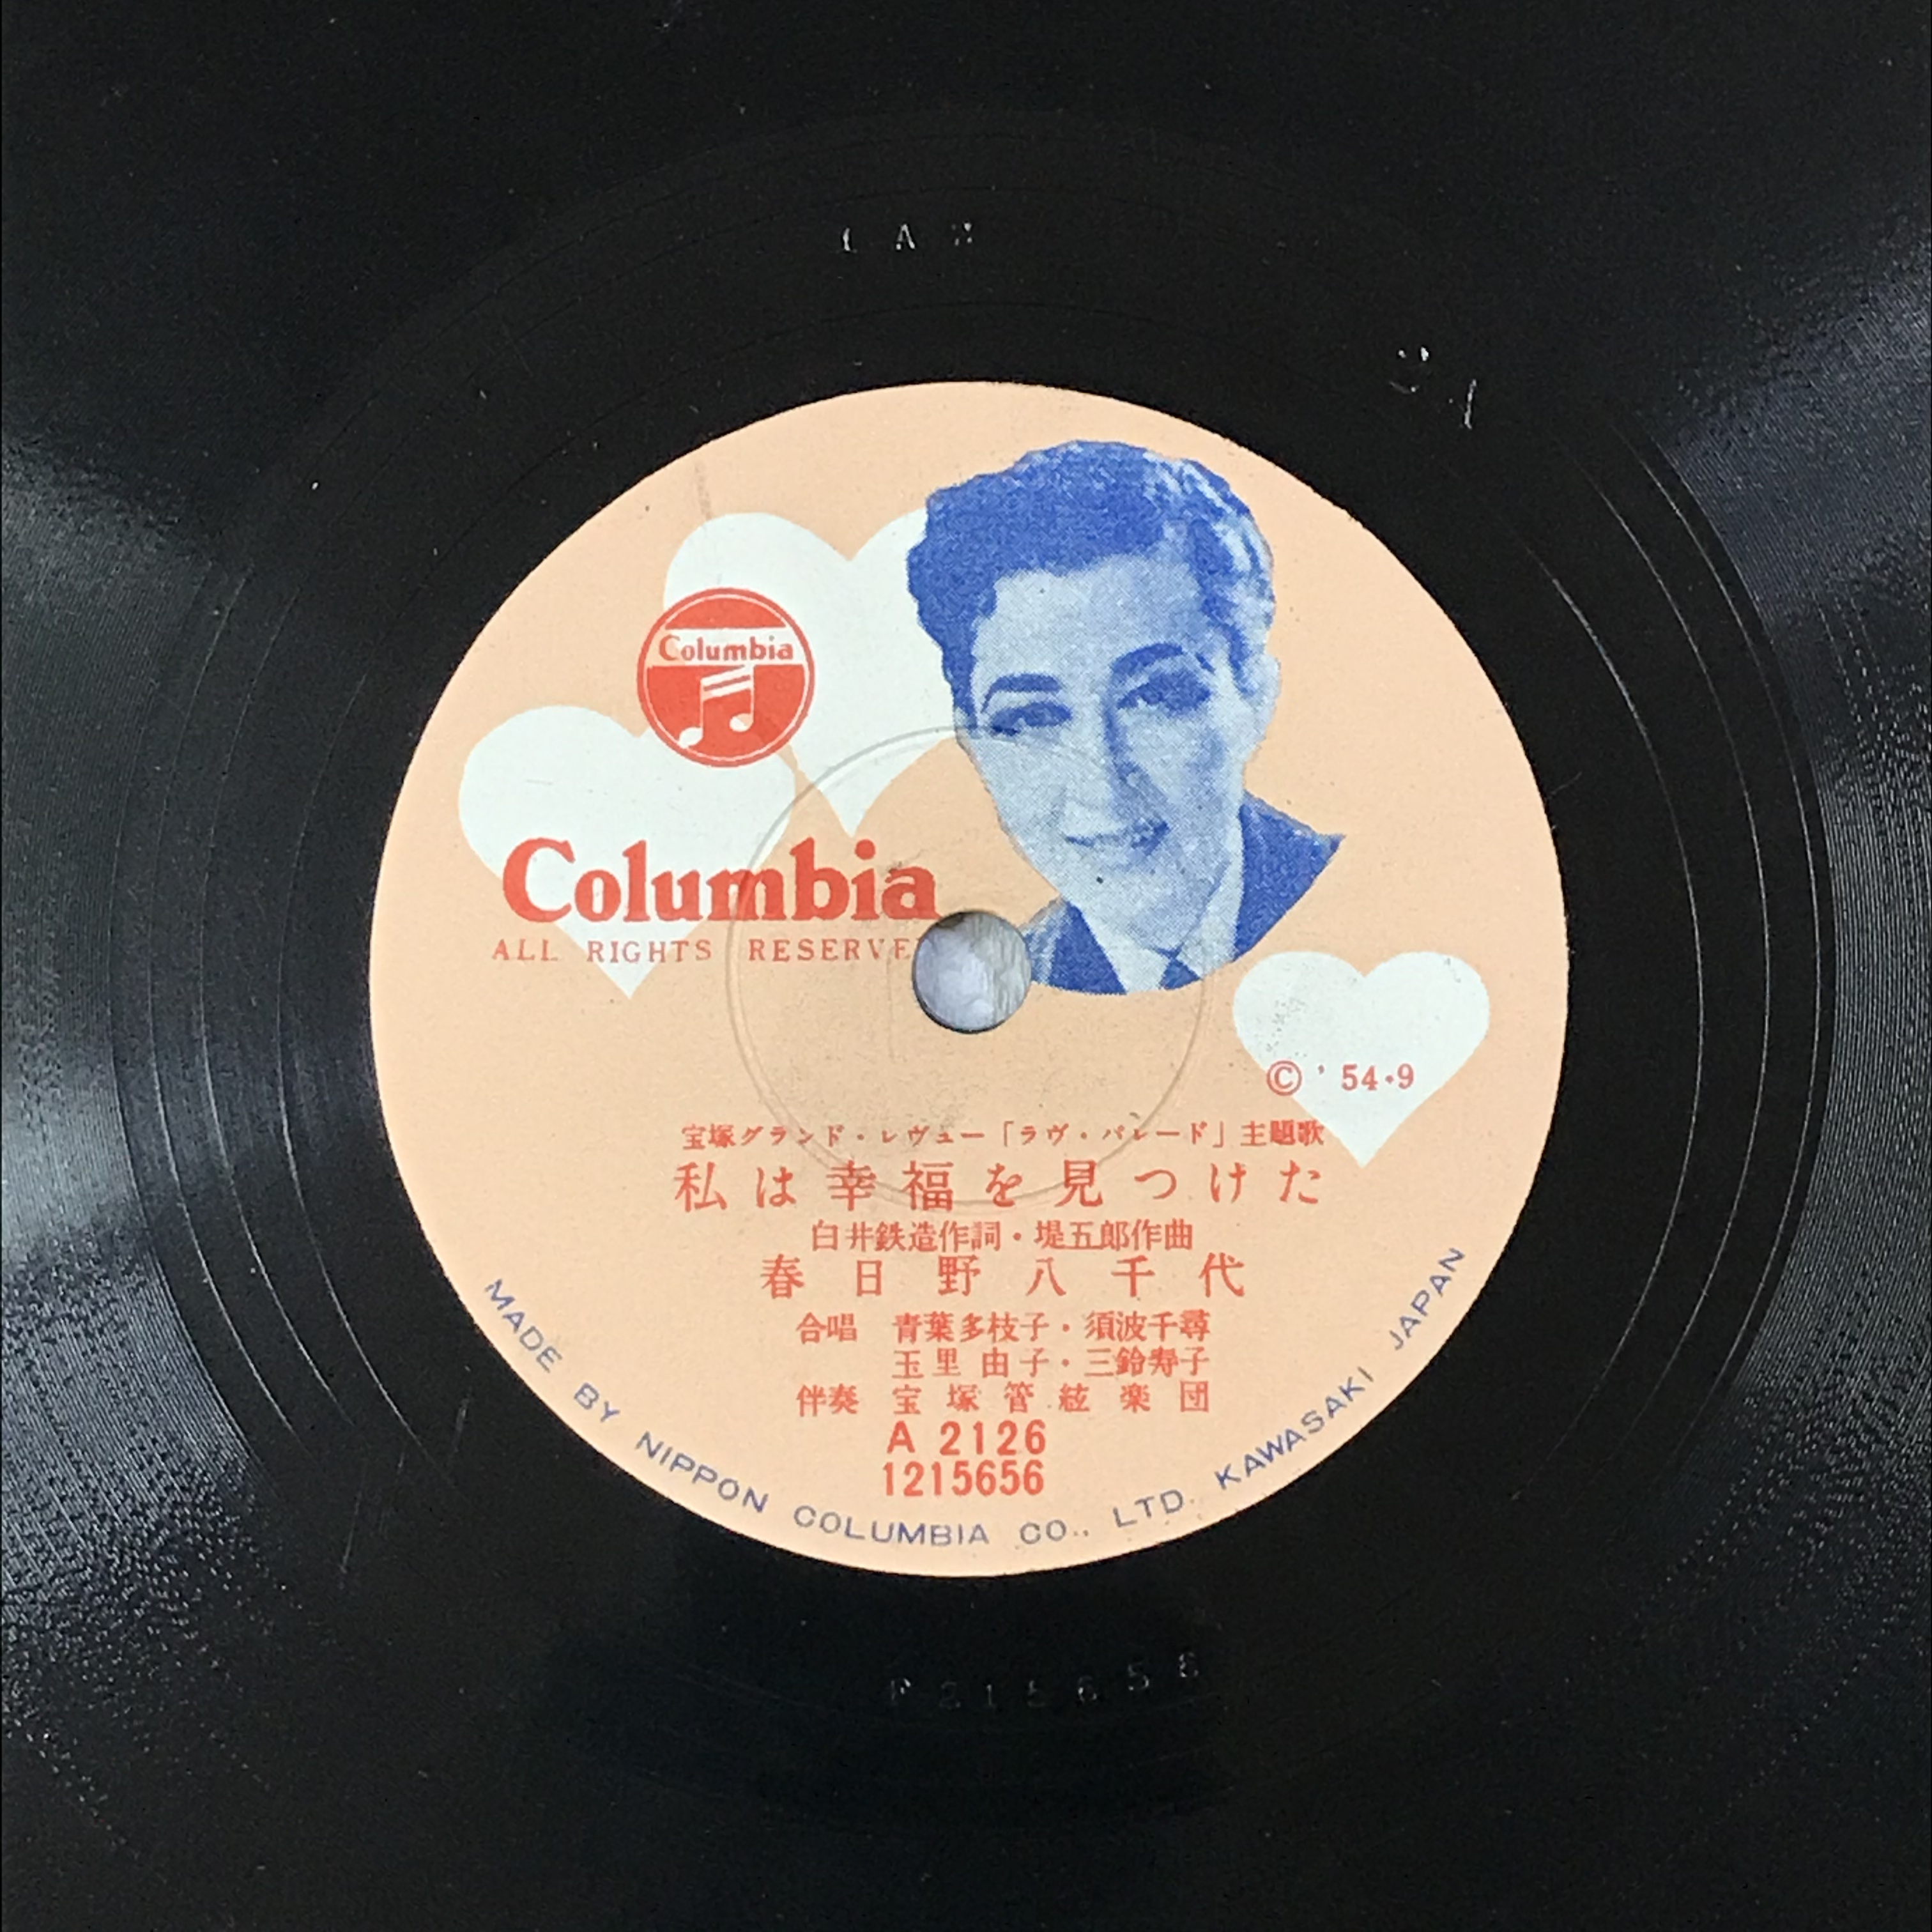 Columbia
Columbia
ALL RIGHTS RESERVE
© '54·9
宝塚グランド・レヴュー「ラヴ・パレード」主題歌
私は幸福を見つけた
白井鉄造作詞・堤五郎作曲
春日野八千代
合唱 青葉多枝子・須波千尋
玉里由子・三鈴寿子
伴奏 宝塚管絃楽団
A 2126
1215656
MADE BY NIPPON COLUMBIA CO., LTD. KAWASAKI JAPAN